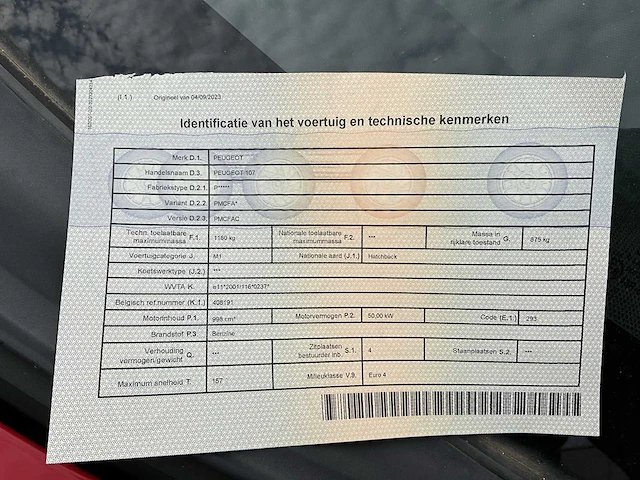 (I 1.) Origineel van 04/09/2023
Identificatie van het voertuig en technische kenmerken
Merk D.1. PEUGEOT
Handelsnaam D.3. PEUGEOT 107
Fabriekstype D.2.1. P*****
Variant D.2.2. PMCFA*
Versie D.2.3. PMCFAC
Techn. toelaatbare maximummassa F.1. 1180 kg Nationale toelaatbare maximummassa F.2. *** Massa in rijklare toestand G. 875 kg
Voertuigcategorie J. M1 Nationale aard (J.1.) Hatchback
Koetswerktype (J.2.) ***
WVTA K. e11*2001/116*0237*
Belgisch ref.nummer (K.1.) 408191
Motorinhoud P.1. 998 cm³ Motorvermogen P.2. 50,00 kW Code (E.1.) 293
Brandstof P.3. Benzine
Verhouding vermogen/gewicht Q. *** Zitplaatsen bestuurder inb. S.1. 4 Staanplaatsen S.2. ***
Maximum snelheid T. 157 Milieuklasse V.9. Euro 4